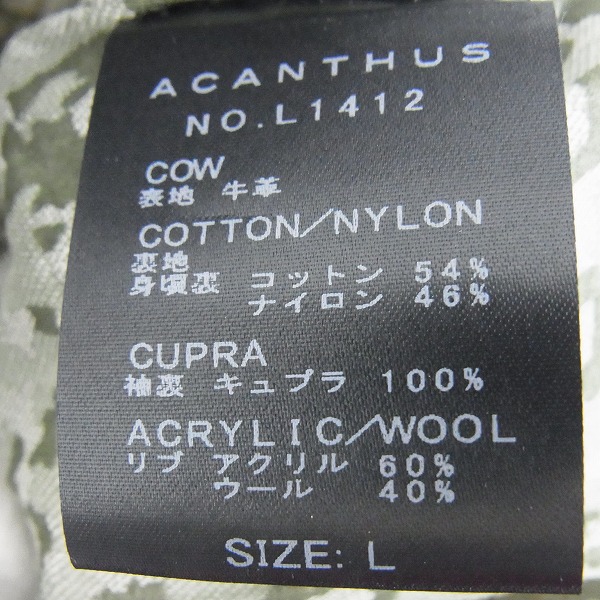 ACANTHUS
NO.L1412
COW
表地 牛革
COTTON/NYLON
裏地
身頃裏 コットン 54%
ナイロン 46%
CUPRA
袖裏 キュプラ 100%
ACRYLIC/WOOL
リブ アクリル 60%
ウール 40%
SIZE: L